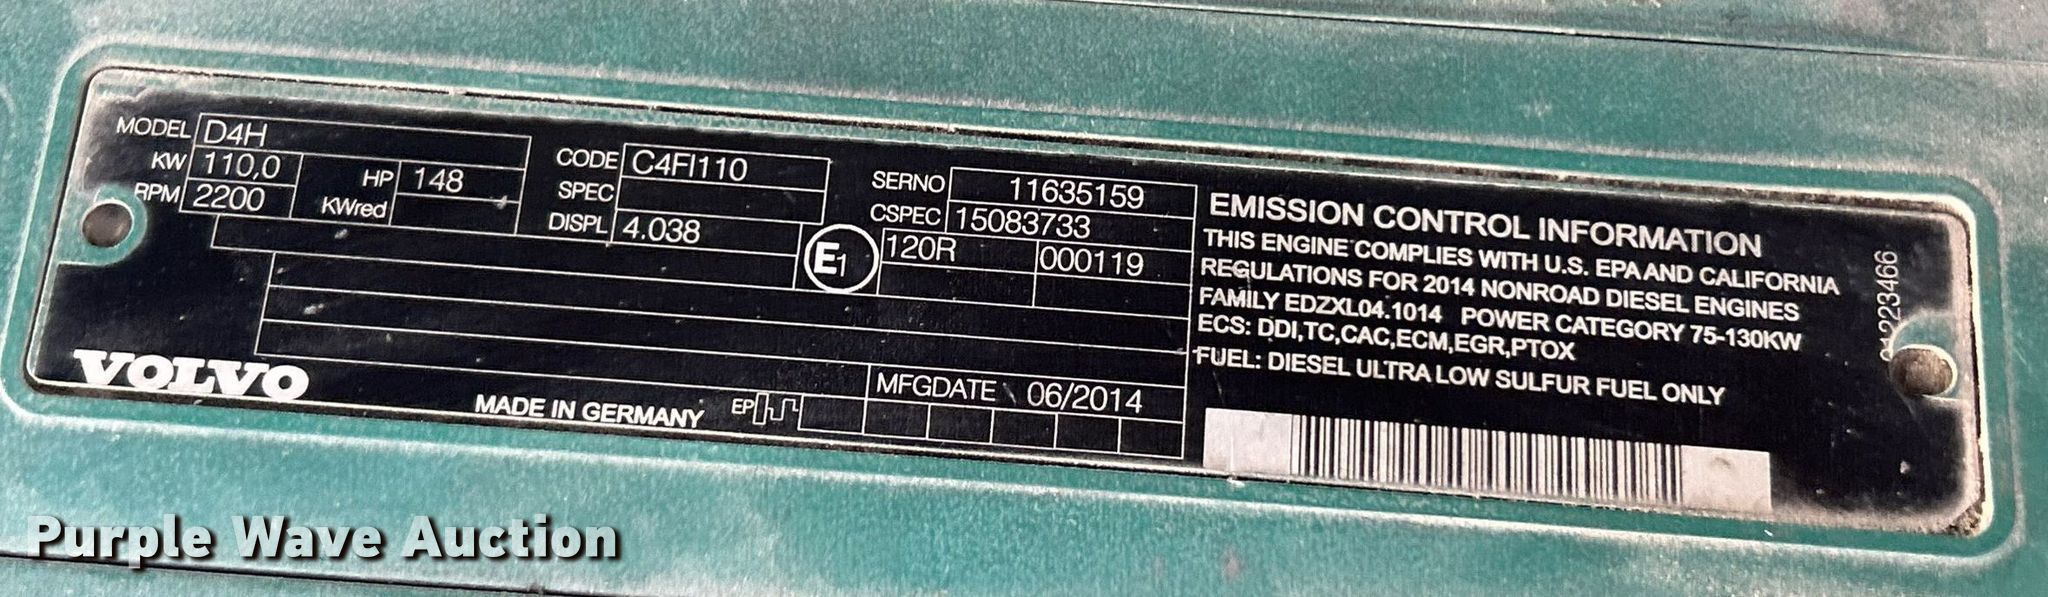 MODEL D4H
KW 110,0 HP 148
RPM 2200 KWred
CODE C4FI110
SPEC
DISPL 4.038
SERNO 11635159
CSPEC 15083733
E1 120R 000119
MFGDATE 06/2014
VOLVO
MADE IN GERMANY EP
EMISSION CONTROL INFORMATION
THIS ENGINE COMPLIES WITH U.S. EPA AND CALIFORNIA
REGULATIONS FOR 2014 NONROAD DIESEL ENGINES
FAMILY EDZXL04.1014 POWER CATEGORY 75-130KW
ECS: DDI,TC,CAC,ECM,EGR,PTOX
FUEL: DIESEL ULTRA LOW SULFUR FUEL ONLY
01223466
Purple Wave Auction